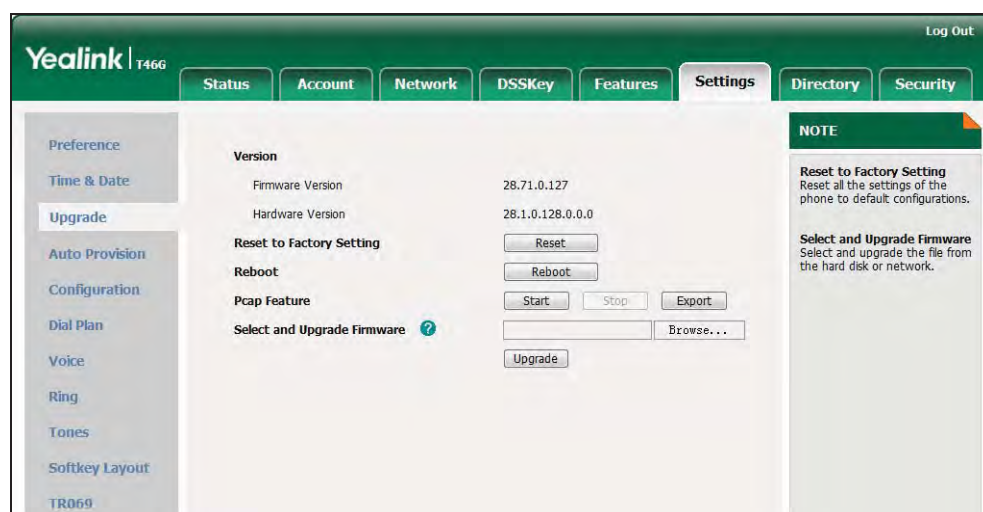 Log Out
Yealink | T46G
Status Account Network DSSKey Features Settings Directory Security
Preference
Time & Date
Upgrade
Auto Provision
Configuration
Dial Plan
Voice
Ring
Tones
Softkey Layout
TR069
Version
Firmware Version 28.71.0.127
Hardware Version 28.1.0.128.0.0.0
Reset to Factory Setting Reset
Reboot Reboot
Pcap Feature Start Stop Export
Select and Upgrade Firmware ? Browse...
Upgrade
NOTE
Reset to Factory Setting
Reset all the settings of the
phone to default configurations.
Select and Upgrade Firmware
Select and upgrade the file from
the hard disk or network.